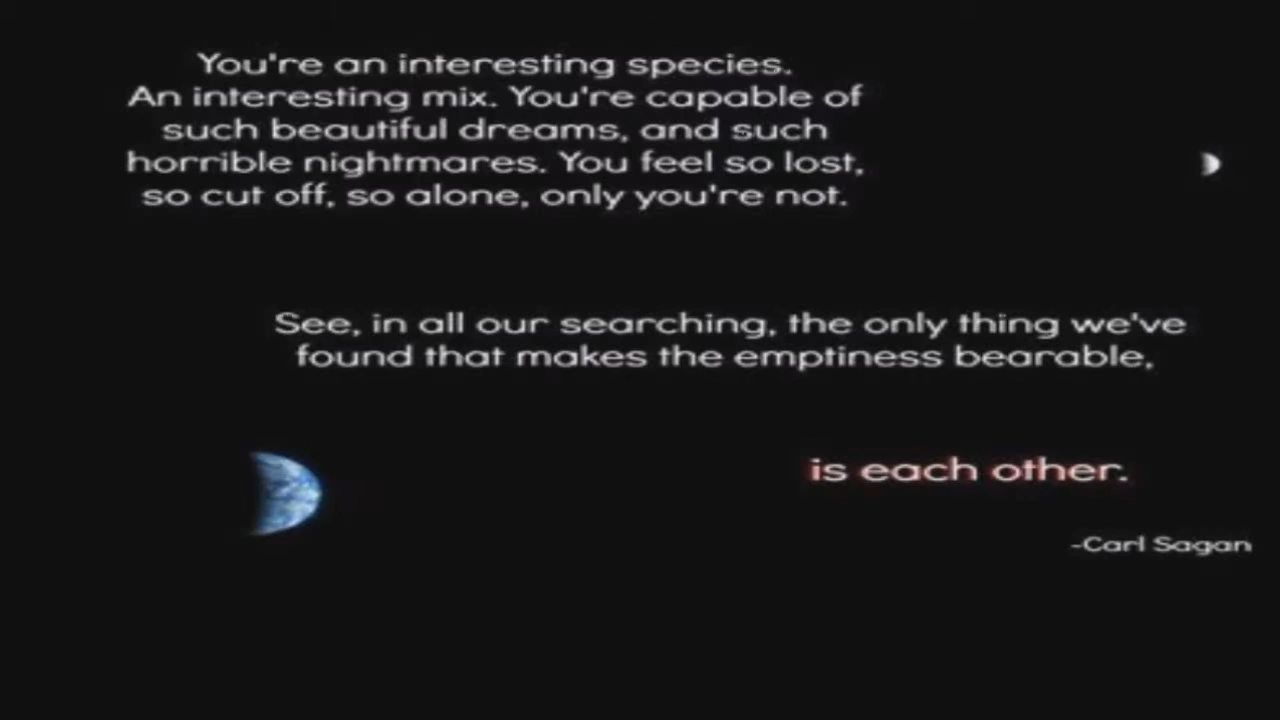 You're an interesting species.
An interesting mix. You're capable of
such beautiful dreams, and such
horrible nightmares. You feel so lost,
so cut off, so alone, only you're not.
See, in all our searching, the only thing we've
found that makes the emptiness bearable,
is each other.
-Carl Sagan